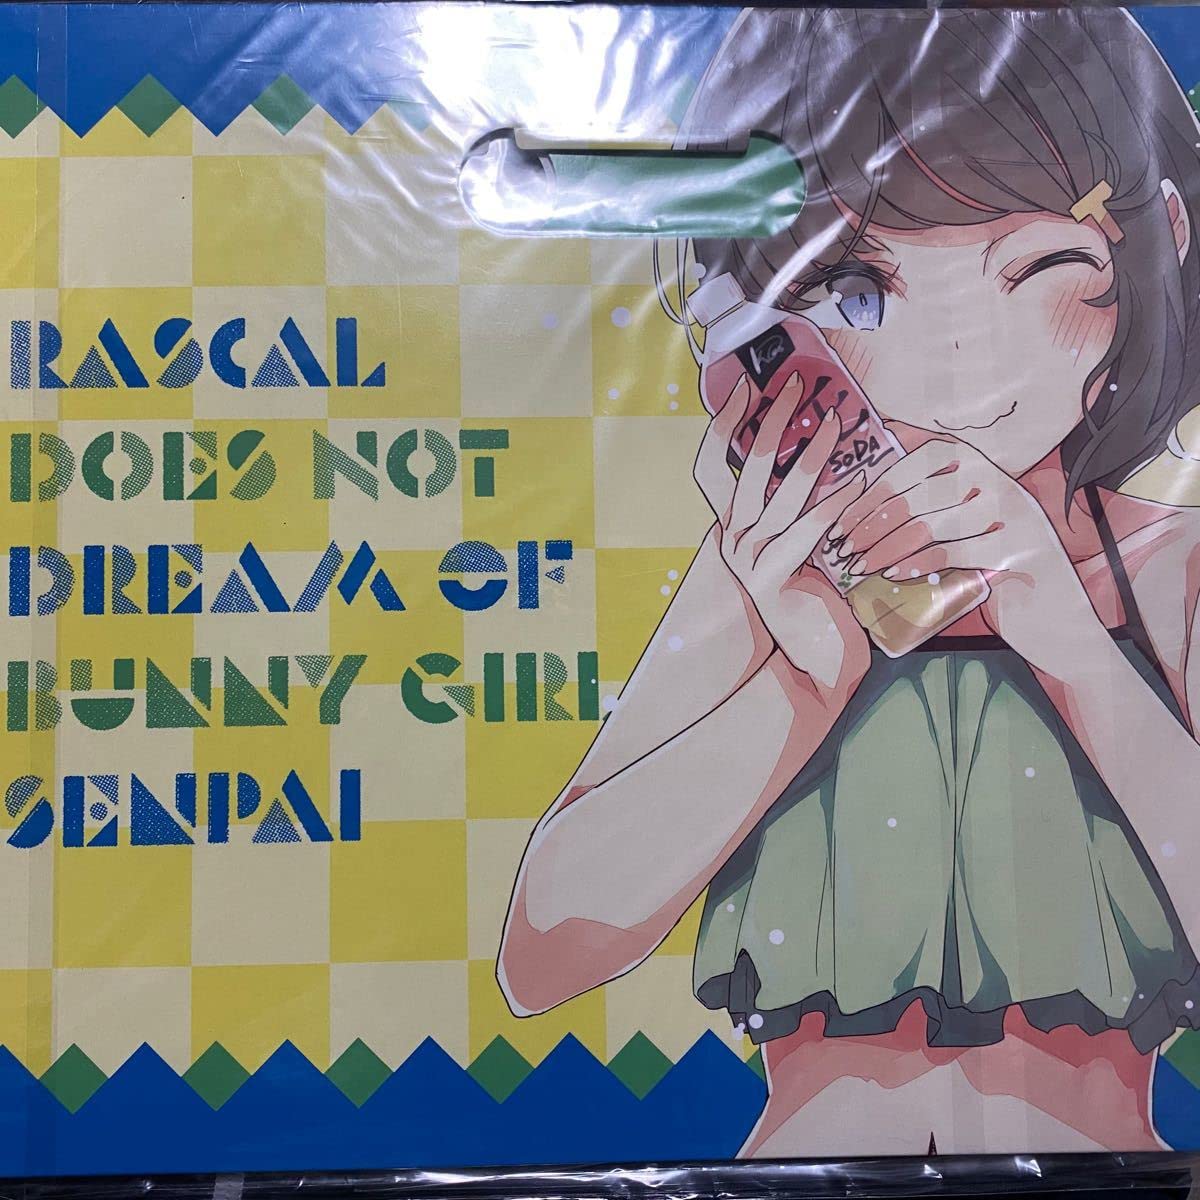 RASCAL
DOES NOT
DREAM OF
BUNNY GIRL
SENPAI
SODA